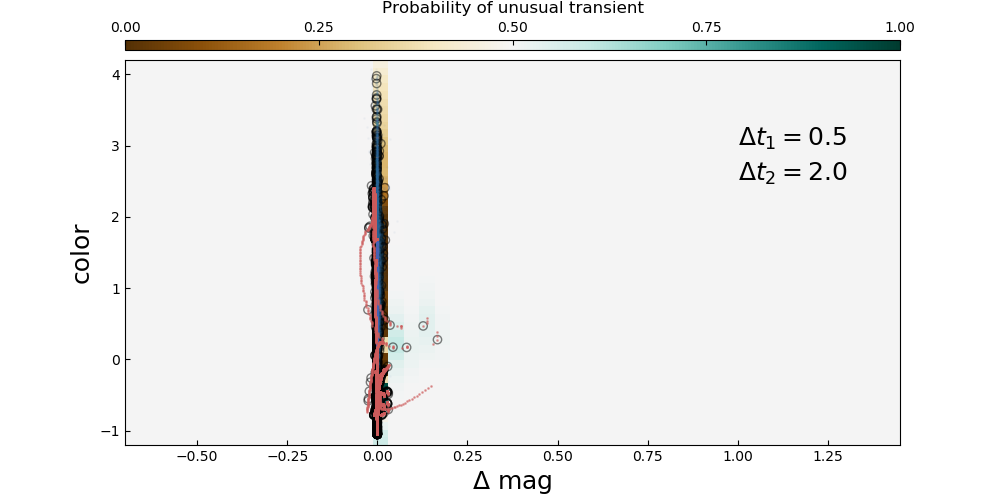 Probability of unusual transient
0.00 0.25 0.50 0.75 1.00
4
3
2
1
0
−1
color
Δt₁ = 0.5
Δt₂ = 2.0
−0.50 −0.25 0.00 0.25 0.50 0.75 1.00 1.25
Δ mag